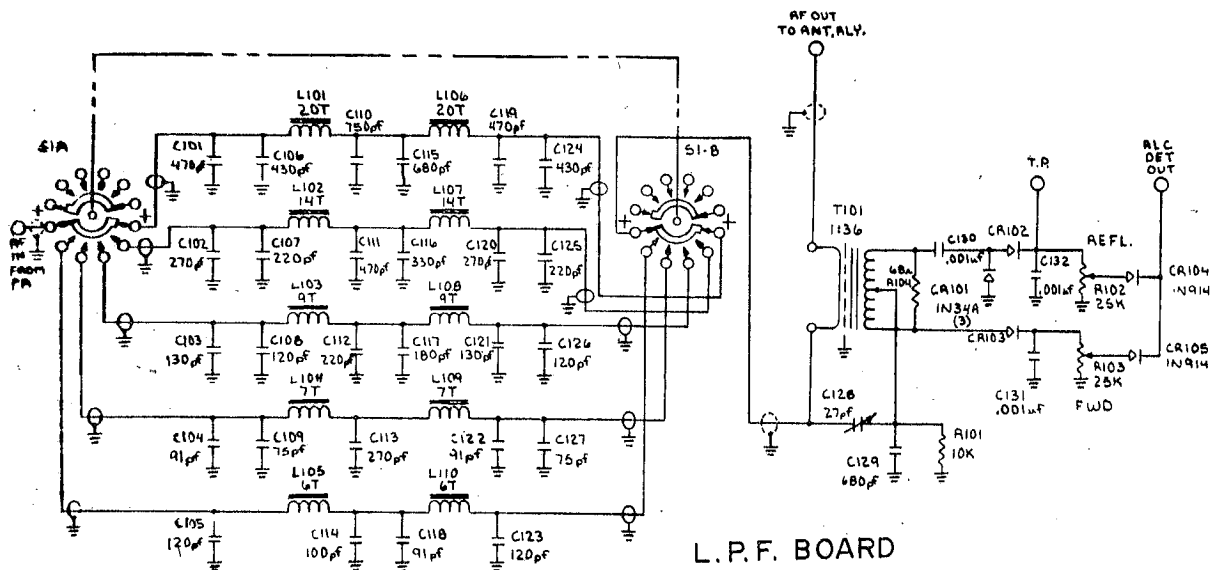 RF OUT
TO ANT. RLY.
S1A
+
+
RF
IN
FROM
PA
L101
20T
C110
750pf
L106
20T
C119
470pf
C101
470pf
C106
430pf
C115
680pf
C124
430pf
S1-B
+
+
L102
14T
L107
14T
C102
270pf
C107
220pf
C111
470pf
C116
330pf
C120
270pf
C125
220pf
L103
9T
L108
9T
C103
130pf
C108
120pf
C112
220pf
C117
180pf
C121
130pf
C126
120pf
L104
7T
L109
7T
C104
91pf
C109
75pf
C113
270pf
C122
91pf
C127
75pf
L105
6T
L110
6T
C105
120pf
C114
100pf
C118
91pf
C123
120pf
T.P.
ALC
DET
OUT
T101
1136
C130
.001uf
CR102
C132
.001uf
REFL.
R102
25K
CR104
1N914
68Ω
R104
CR101
1N34A
(3)
CR103
C131
.001uf
R103
25K
FWD
CR105
1N914
C128
27pf
C129
680pf
R101
10K
L.P.F. BOARD